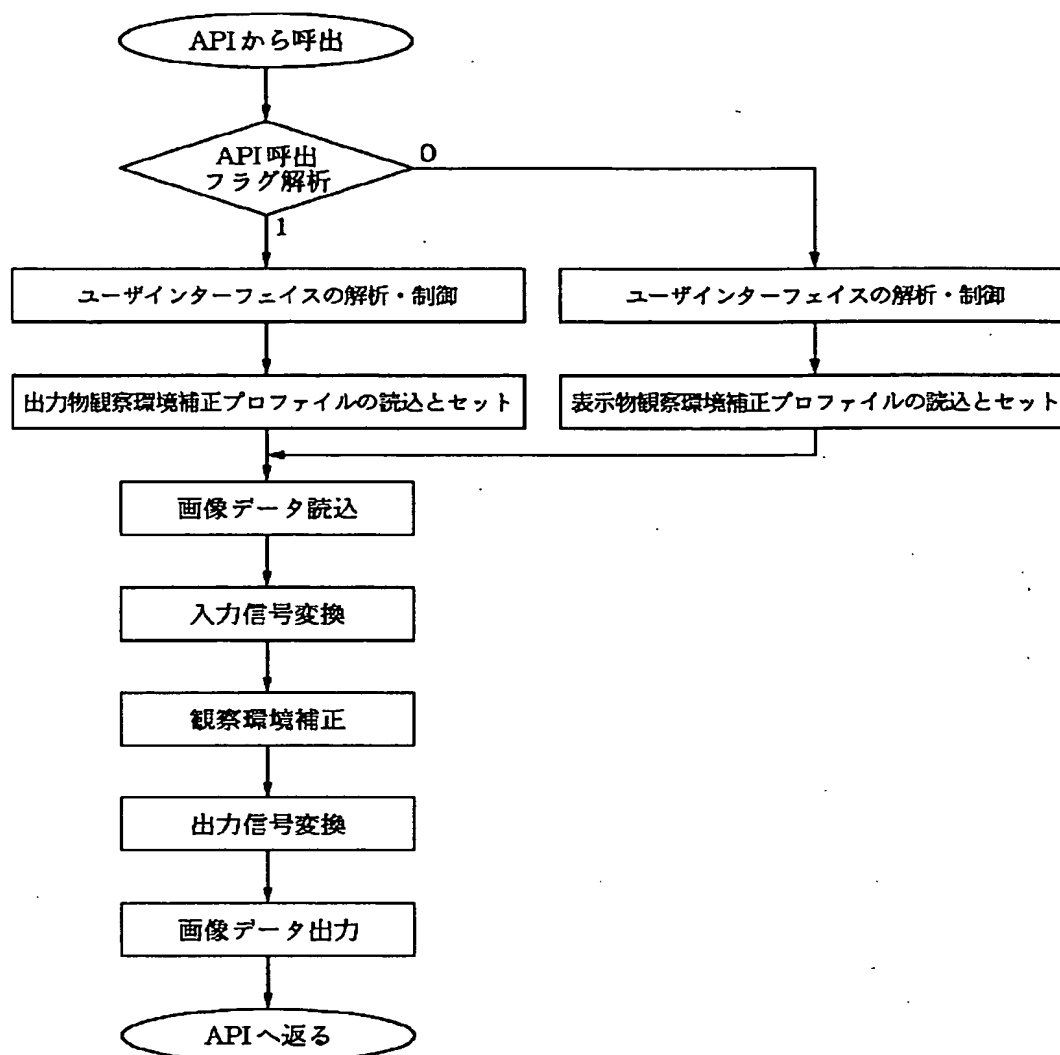 APIから呼出
API呼出
フラグ解析
0
1
ユーザインターフェイスの解析・制御
ユーザインターフェイスの解析・制御
出力物観察環境補正プロファイルの読込とセット
表示物観察環境補正プロファイルの読込とセット
画像データ読込
入力信号変換
観察環境補正
出力信号変換
画像データ出力
APIへ返る